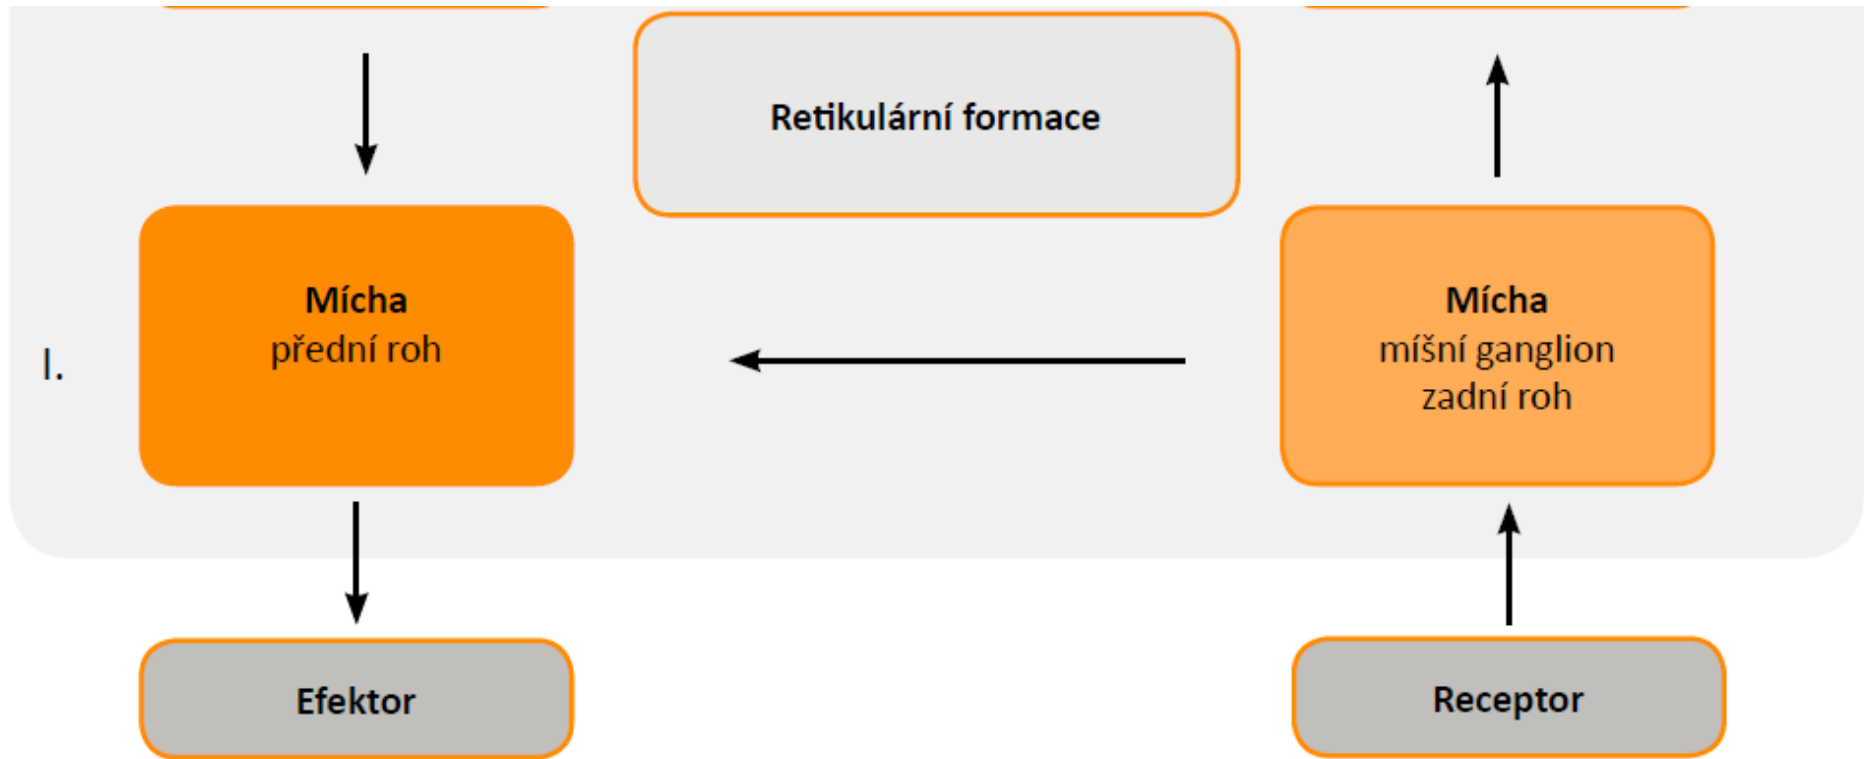 Retikulární formace
Mícha
přední roh
I.
Mícha
míšní ganglion
zadní roh
Efektor
Receptor